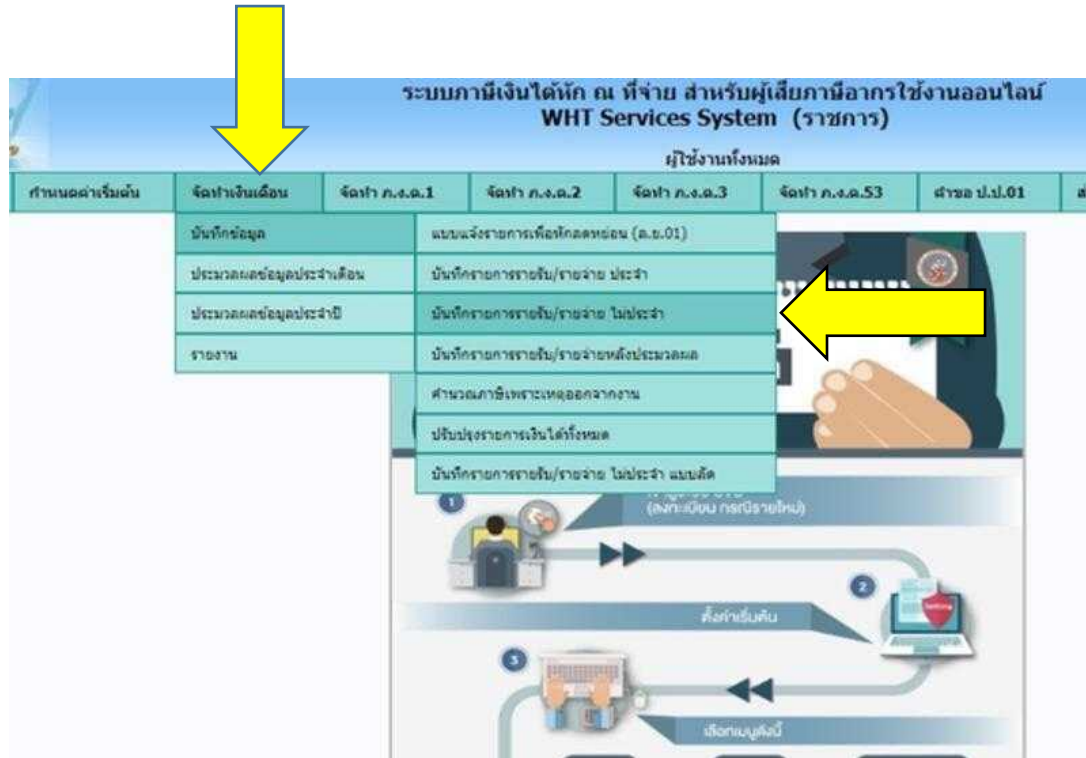 ระบบภาษีเงินได้หัก ณ ที่จ่าย สำหรับผู้เสียภาษีอากรใช้งานออนไลน์
WHT Services System (ราชการ)
ผู้ใช้งานทั้งหมด
กำหนดค่าเริ่มต้น จัดทำเงินเดือน จัดทำ ภ.ง.ด.1 จัดทำ ภ.ง.ด.2 จัดทำ ภ.ง.ด.3 จัดทำ ภ.ง.ด.53 คำขอ ป.ป.01
บันทึกข้อมูล แบบแจ้งรายการเพื่อหักลดหย่อน (ล.ย.01)
ประมวลผลข้อมูลประจำเดือน บันทึกรายการรายรับ/รายจ่าย ประจำ
ประมวลผลข้อมูลประจำปี บันทึกรายการรายรับ/รายจ่าย ไม่ประจำ
รายงาน บันทึกรายการรายรับ/รายจ่ายหลังประมวลผล
คำนวณภาษีเพราะเหตุออกจากงาน
ปรับปรุงรายการเงินได้ทั้งหมด
บันทึกรายการรายรับ/รายจ่าย ไม่ประจำ แบบลัด
1
(ลงทะเบียน กรณีรายใหม่)
2
ตั้งค่าเริ่มต้น
3
เลือกเมนูดังนี้